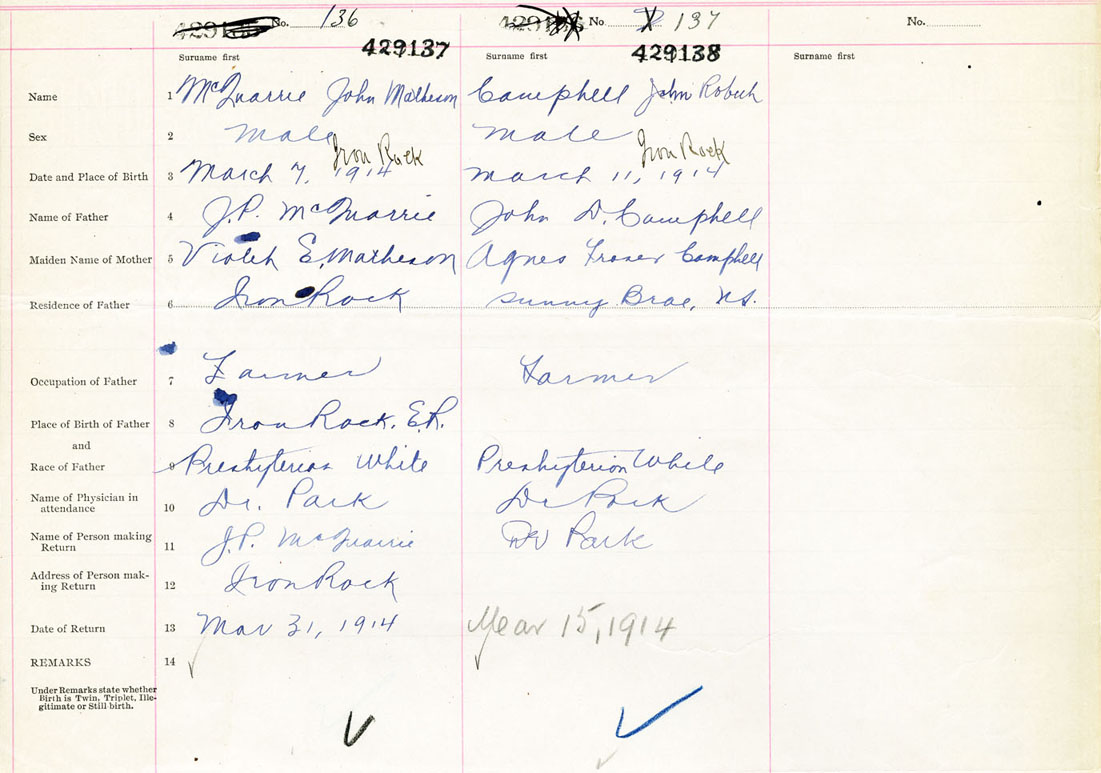 No. 136 No. 137 No.
429137 429138
Surname first Surname first Surname first
Name 1 McQuarrie John Matheson Campbell John Robert
Sex 2 Male Male
Iron Rock Iron Rock
Date and Place of Birth 3 March 7, 1914 March 11, 1914
Name of Father 4 J.P. McQuarrie John D. Campbell
Maiden Name of Mother 5 Violet E. Matheson Agnes Fraser Campbell
Residence of Father 6 Iron Rock Sunny Brae, N.S.
Occupation of Father 7 Farmer Farmer
Place of Birth of Father 8 Iron Rock, E.R.
and
Race of Father 9 Presbyterian White Presbyterian White
Name of Physician in
attendance 10 Dr. Park Dr Park
Name of Person making
Return 11 J.P. McQuarrie Dr Park
Address of Person mak-
ing Return 12 Iron Rock
Date of Return 13 Mar 31, 1914 Mar 15, 1914
REMARKS 14
Under Remarks state whether
Birth is Twin, Triplet, Ille-
gitimate or Still birth.